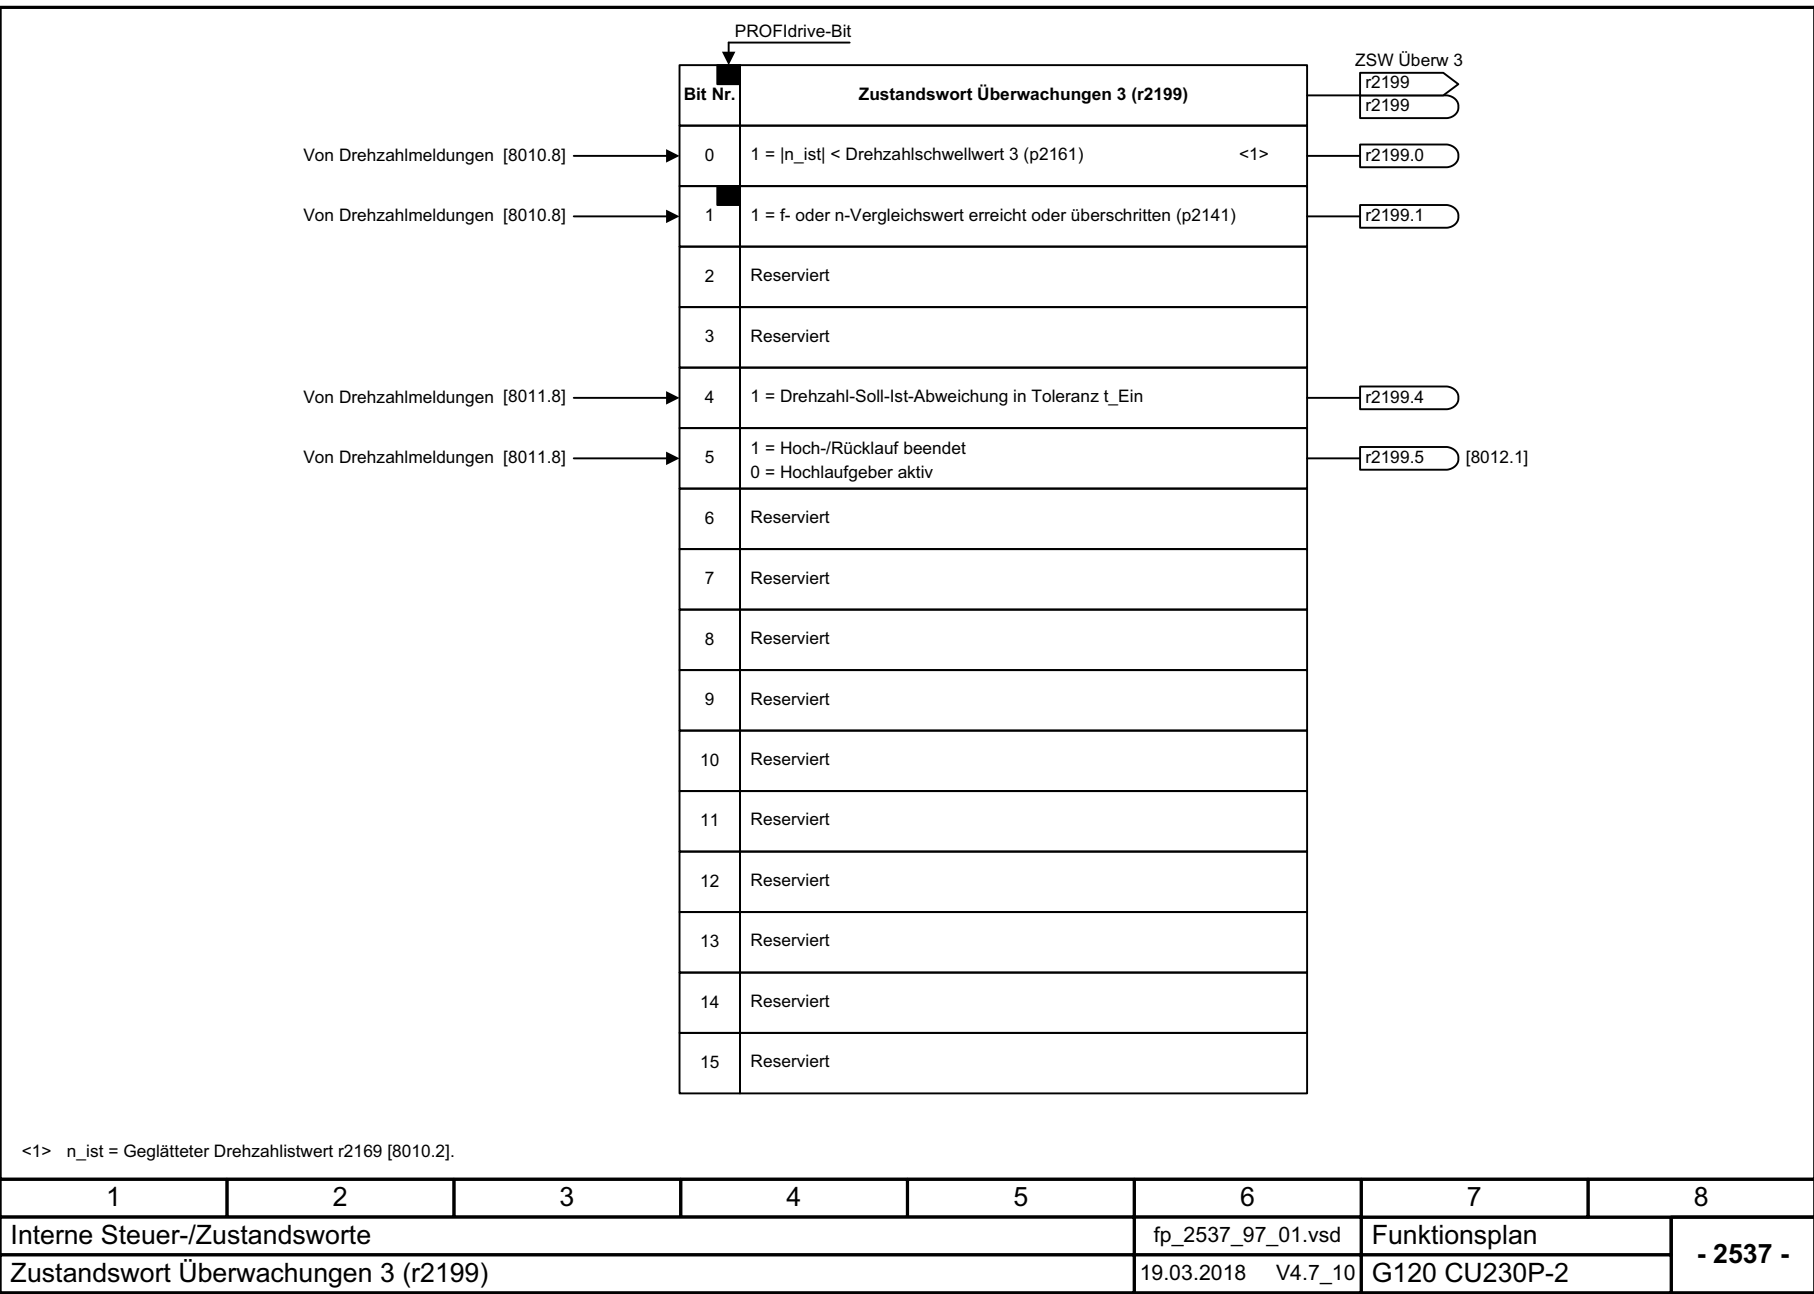 PROFIdrive-Bit
ZSW Überw 3
r2199
Bit Nr. Zustandswort Überwachungen 3 (r2199)
r2199
Von Drehzahlmeldungen [8010.8] 0 1 = |n_ist| < Drehzahlschwellwert 3 (p2161) <1> r2199.0
Von Drehzahlmeldungen [8010.8] 1 1 = f- oder n-Vergleichswert erreicht oder überschritten (p2141) r2199.1
2 Reserviert
3 Reserviert
Von Drehzahlmeldungen [8011.8] 4 1 = Drehzahl-Soll-Ist-Abweichung in Toleranz t_Ein r2199.4
1 = Hoch-/Rücklauf beendet
Von Drehzahlmeldungen [8011.8] 5 r2199.5 [8012.1]
0 = Hochlaufgeber aktiv
6 Reserviert
7 Reserviert
8 Reserviert
9 Reserviert
10 Reserviert
11 Reserviert
12 Reserviert
13 Reserviert
14 Reserviert
15 Reserviert
<1> n_ist = Geglätteter Drehzahlistwert r2169 [8010.2].
1 2 3 4 5 6 7 8
Interne Steuer-/Zustandsworte fp_2537_97_01.vsd Funktionsplan
- 2537 -
Zustandswort Überwachungen 3 (r2199) 19.03.2018 V4.7_10 G120 CU230P-2